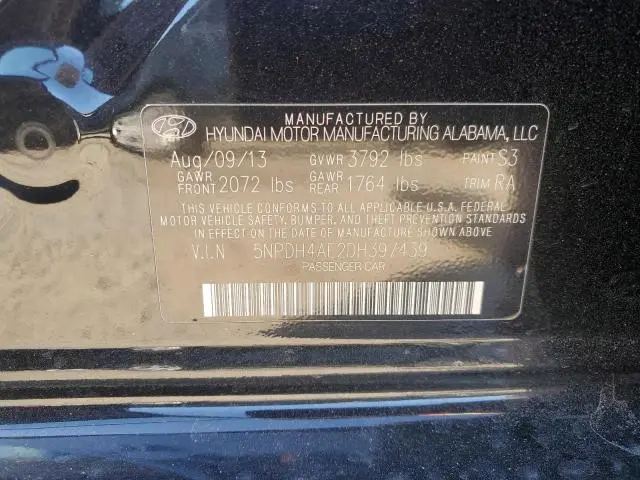 MANUFACTURED BY
HYUNDAI MOTOR MANUFACTURING ALABAMA, LLC
Aug/09/13 GVWR 3792 lbs PAINT S3
GAWR FRONT 2072 lbs GAWR REAR 1764 lbs TRIM RA
THIS VEHICLE CONFORMS TO ALL APPLICABLE U.S.A. FEDERAL
MOTOR VEHICLE SAFETY, BUMPER, AND THEFT PREVENTION STANDARDS
IN EFFECT ON THE DATE OF MANUFACTURE SHOWN ABOVE.
V.I.N 5NPDH4AE2DH397439
PASSENGER CAR